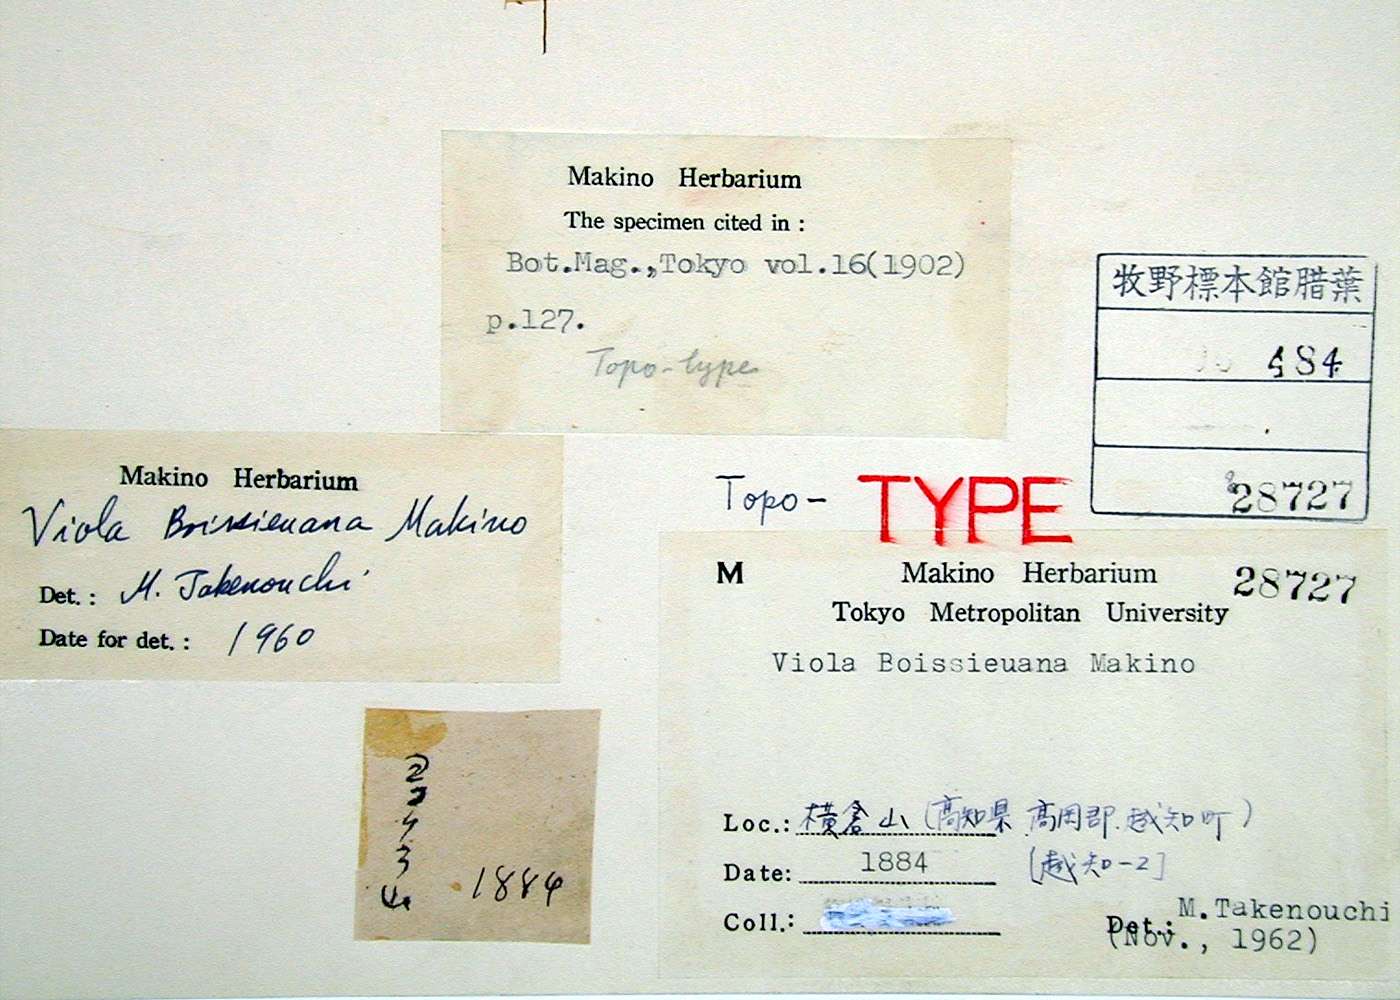 Makino Herbarium
The specimen cited in :
Bot.Mag.,Tokyo vol.16(1902)
p.127.
Topo-type
牧野標本館腊葉
484
28727
Makino Herbarium
Viola Boissieuana Makino
Det. : M. Takenouchi
Date for det. : 1960
Topo- TYPE
M Makino Herbarium 28727
Tokyo Metropolitan University
Viola Boissieuana Makino
Loc.: 横倉山 (高知県 高岡郡 越知町)
Date: 1884 [越知-2]
Coll.:
Det.: M.Takenouchi
(Nov., 1962)
1884